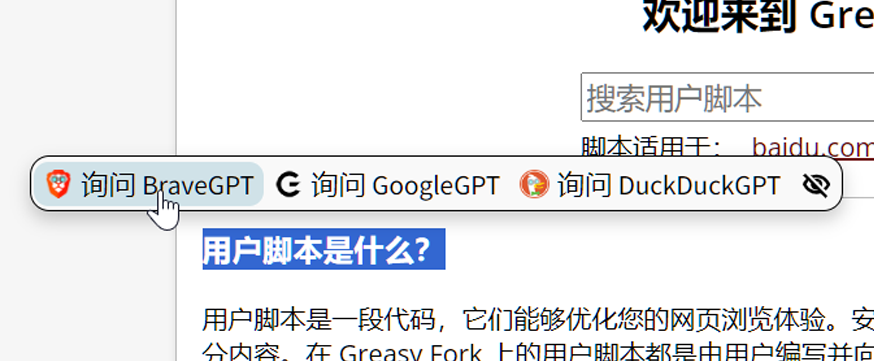 欢迎来到 Gre
搜索用户脚本
脚本适用于： baidu.com
询问 BraveGPT 询问 GoogleGPT 询问 DuckDuckGPT
用户脚本是什么？
用户脚本是一段代码，它们能够优化您的网页浏览体验。安
分内容。在 Greasy Fork 上的用户脚本都是由用户编写并向